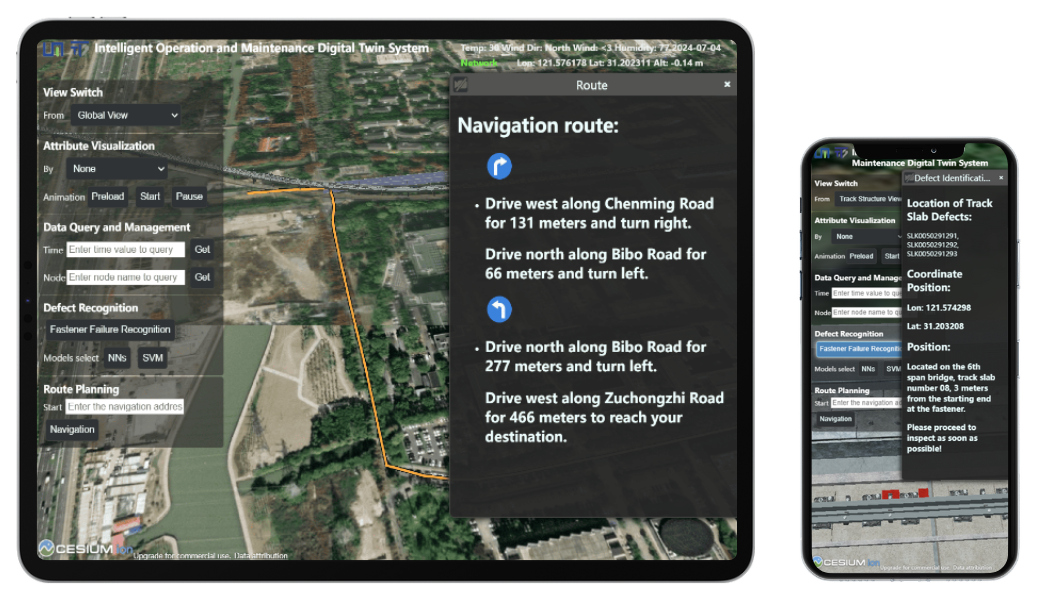 Intelligent Operation and Maintenance Digital Twin System
Temp: 30 Wind Dir: North Wind: <3 Humidity: 77 2024-07-04
Network Lon: 121.576178 Lat: 31.202311 Alt: -0.14 m
View Switch
From Global View
Attribute Visualization
By None
Animation Preload Start Pause
Data Query and Management
Time Enter time value to query Get
Node Enter node name to query Get
Defect Recognition
Fastener Failure Recognition
Models select NNs SVM
Route Planning
Start Enter the navigation addres
Navigation
CESIUM ion
Upgrade for commercial use. Data attribution
Route ×
Navigation route:
• Drive west along Chenming Road
for 131 meters and turn right.
Drive north along Bibo Road for
66 meters and turn left.
• Drive north along Bibo Road for
277 meters and turn left.
Drive west along Zuchongzhi Road
for 466 meters to reach your
destination.
Maintenance Digital Twin System
View Switch
From Track Structure View
Attribute Visualization
By None
Animation Preload Start
Data Query and Manage
Time Enter time value to qu
Node Enter node name to q
Defect Recognition
Fastener Failure Recogniti
Models select NNs SVM
Route Planning
Start Enter the navigation ad
Navigation
CESIUM ion
Upgrade for commercial use. Data attribution
Defect Identificati... ×
Location of Track
Slab Defects:
SLK0050291291,
SLK0050291292,
SLK0050291293
Coordinate
Position:
Lon: 121.574298
Lat: 31.203208
Position:
Located on the 6th
span bridge, track slab
number 08, 3 meters
from the starting end
at the fastener.
Please proceed to
inspect as soon as
possible!